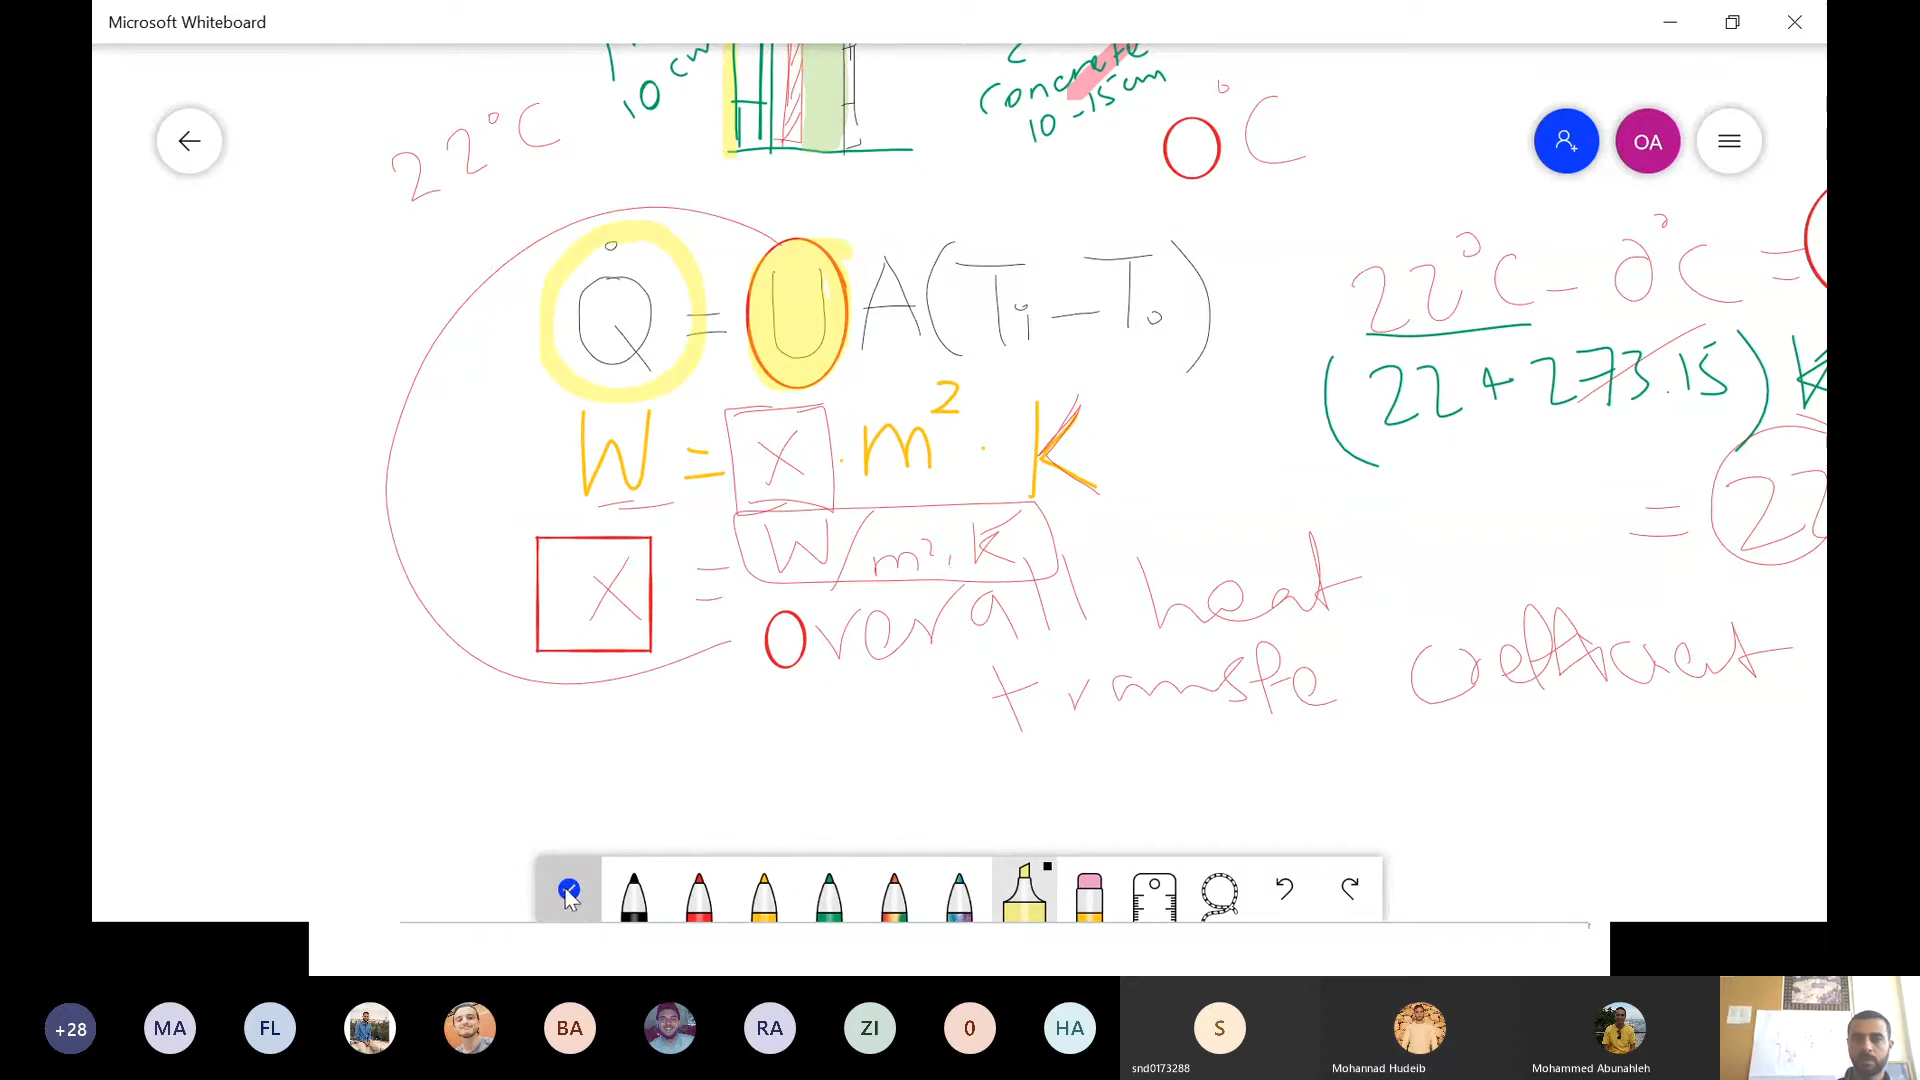 Microsoft Whiteboard
10 cm
concrete
10 - 15 cm
22°C
0°C
OA
Q̇ = U A(Ti - To)
22°C - 0°C =
(22 + 273.15) K
W = X · m² · K
= 22
W/m².K
X =
Overall heat
transfe coefficient
+28
MA
FL
BA
RA
ZI
0
HA
S
snd0173288
Mohannad Hudeib
Mohammed Abunahleh